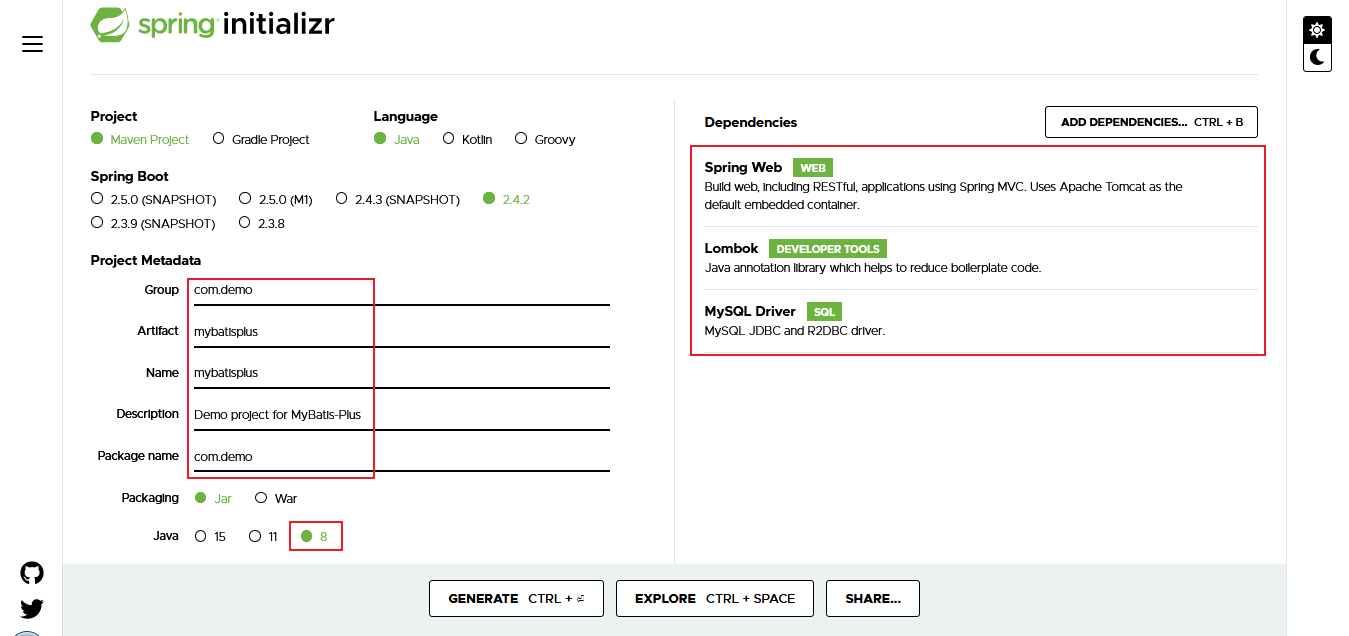 spring initializr
Project
Maven Project Gradle Project
Language
Java Kotlin Groovy
Spring Boot
2.5.0 (SNAPSHOT) 2.5.0 (M1) 2.4.3 (SNAPSHOT) 2.4.2
2.3.9 (SNAPSHOT) 2.3.8
Project Metadata
Group com.demo
Artifact mybatisplus
Name mybatisplus
Description Demo project for MyBatis-Plus
Package name com.demo
Packaging Jar War
Java 15 11 8
Dependencies
ADD DEPENDENCIES... CTRL + B
Spring Web WEB
Build web, including RESTful, applications using Spring MVC. Uses Apache Tomcat as the
default embedded container.
Lombok DEVELOPER TOOLS
Java annotation library which helps to reduce boilerplate code.
MySQL Driver SQL
MySQL JDBC and R2DBC driver.
GENERATE CTRL + ⏎
EXPLORE CTRL + SPACE
SHARE...